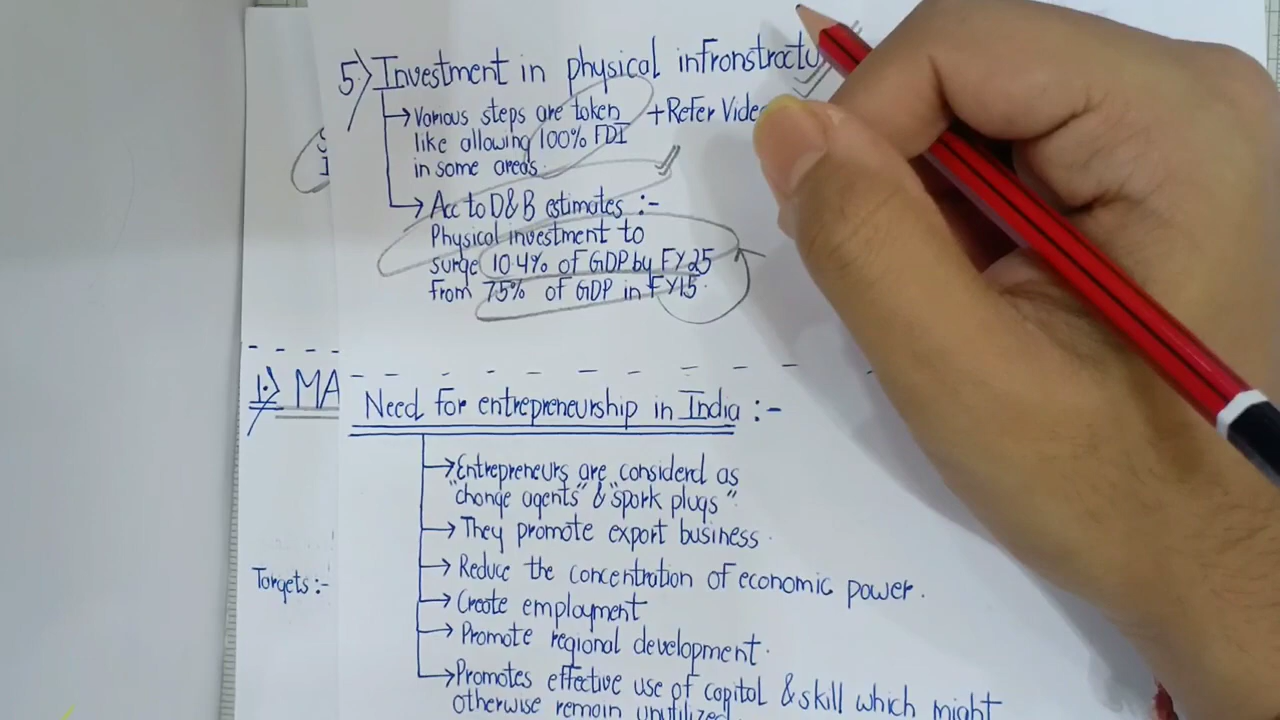 5) Investment in physical infronstructu
→ Various steps are taken + Refer Video
like allowing 100% FDI
in some areas.
→ Acc to D&B estimates :-
Physical investment to
surge 10.4% of GDP by FY25
from 7.5% of GDP in FY15.
1.) MA
Need for entrepreneurship in India :-
→ Entrepreneurs are considerd as
"change agents" & "spark plugs"
→ They promote export business.
→ Reduce the concentration of economic power.
→ Create employment
→ Promote regional development.
Targets :-
→ Promotes effective use of capital & skill which might
otherwise remain unutilized